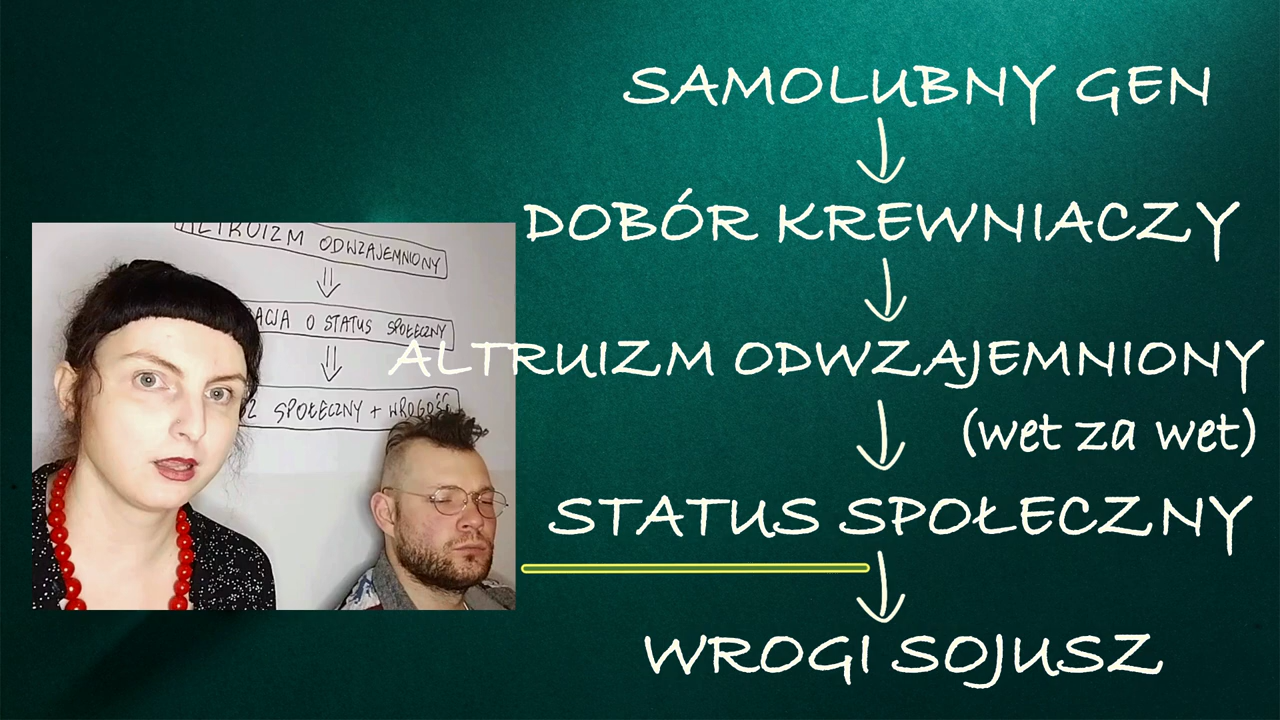 SAMOLUBNY GEN
DOBÓR KREWNIACZY
ALTRUIZM ODWZAJEMNIONY
(wet za wet)
STATUS SPOŁECZNY
WROGI SOJUSZ
ALTRUIZM ODWZAJEMNIONY
O STATUS SPOŁECZNY
SPOŁECZNY + WROGOŚĆ